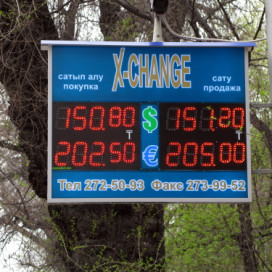 X-CHANGE
сатып алу
покупка
сату
продажа
150.80 $ 151.20
₸ ₸
202.50 € 205.00
Тел 272-50-93 Факс 273-99-52